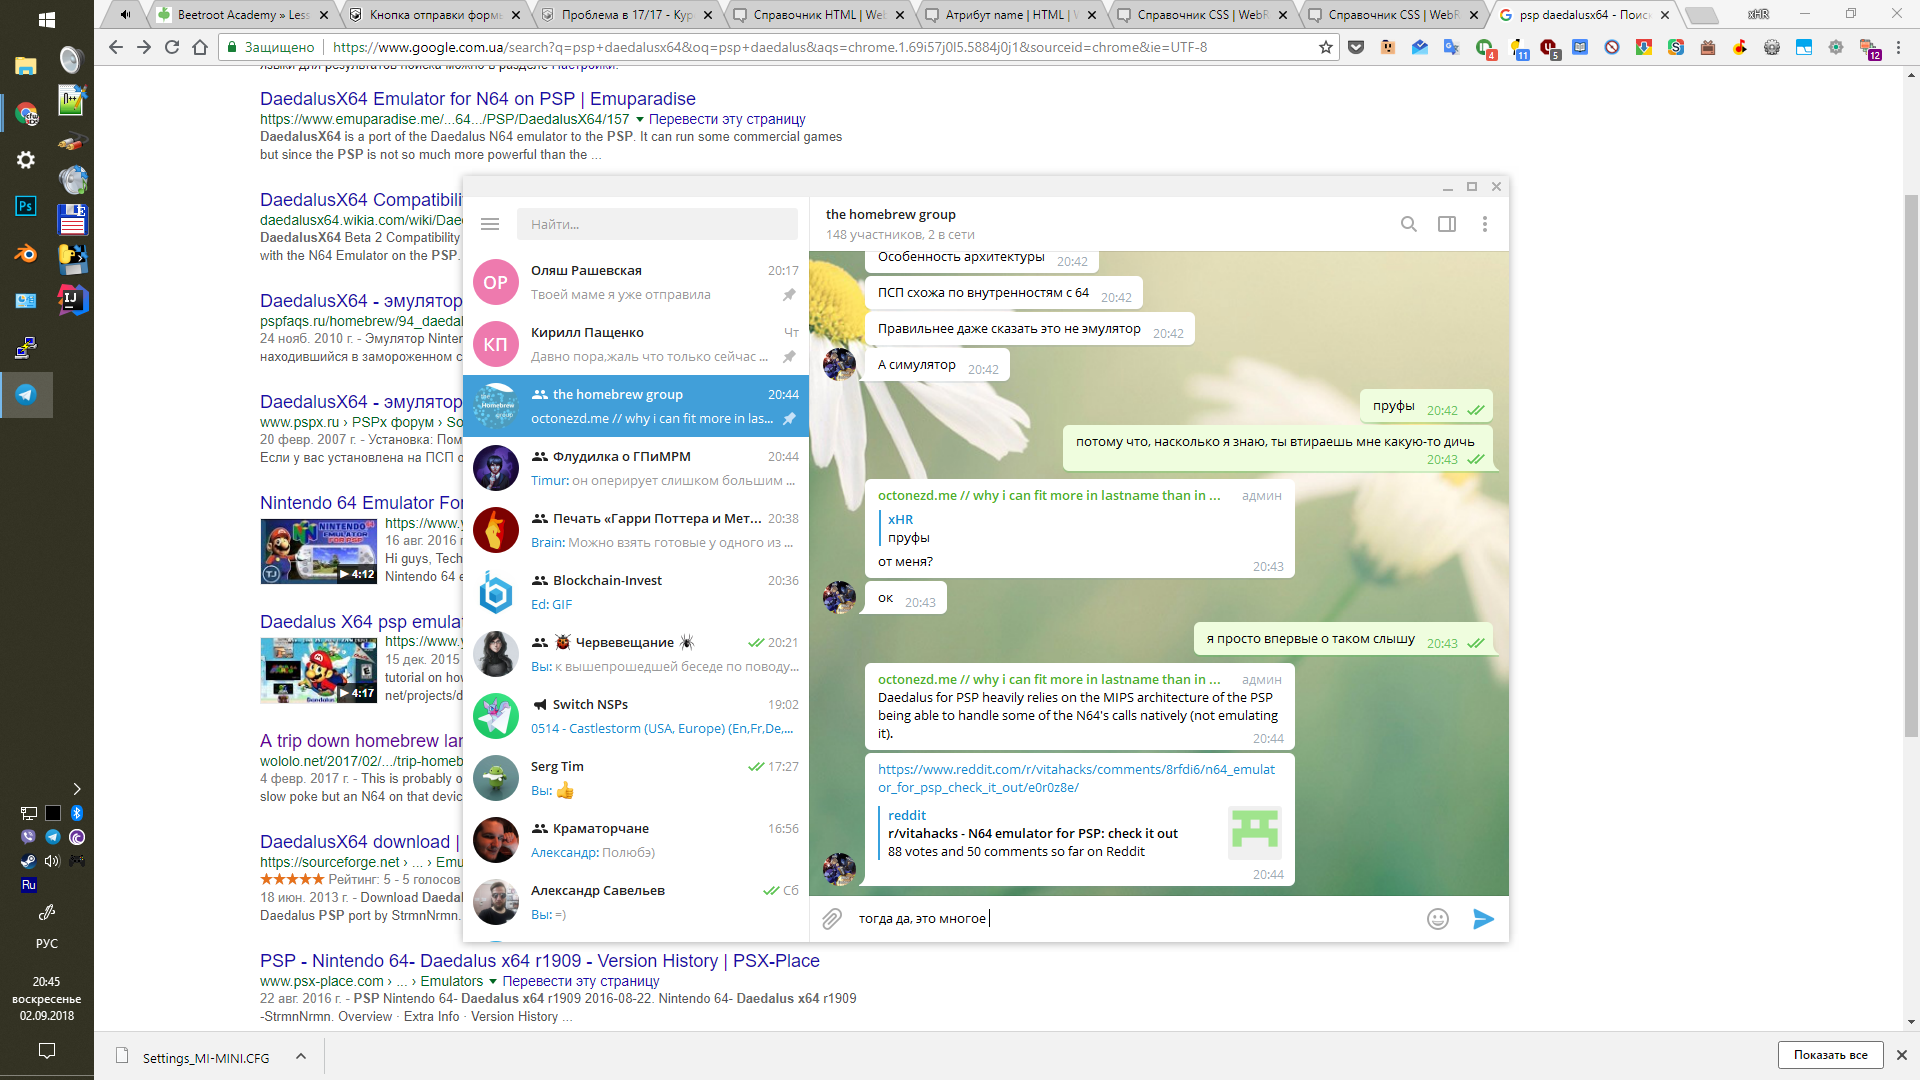 Beetroot Academy » Less
Кнопка отправки формы
Проблема в 17/17 - Кур
Справочник HTML | Web
Атрибут name | HTML | W
Справочник CSS | WebR
Справочник CSS | WebR
psp daedalusx64 - Поис
xHR
Защищено
https://www.google.com.ua/search?q=psp+daedalusx64&oq=psp+daedalus&aqs=chrome.1.69i57j0l5.5884j0j1&sourceid=chrome&ie=UTF-8
4
11
5
12
языки для результатов поиска можно в разделе Настройки.
DaedalusX64 Emulator for N64 on PSP | Emuparadise
https://www.emuparadise.me/...64.../PSP/DaedalusX64/157 ▾ Перевести эту страницу
DaedalusX64 is a port of the Daedalus N64 emulator to the PSP. It can run some commercial games
but since the PSP is not so much more powerful than the ...
DaedalusX64 Compatibili
daedalusx64.wikia.com/wiki/Dae
DaedalusX64 Beta 2 Compatibility
with the N64 Emulator on the PSP.
DaedalusX64 - эмулятор
pspfaqs.ru/homebrew/94_daedal
24 нояб. 2010 г. - Эмулятор Ninten
находившийся в замороженном с
DaedalusX64 - эмулятор
www.pspx.ru › PSPx форум › So
20 февр. 2007 г. - Установка: Пом
Если у вас установлена на ПСП о
Nintendo 64 Emulator For
https://www.y
16 авг. 2016 г
Hi guys, Tech
Nintendo 64 e
4:12
Daedalus X64 psp emulat
https://www.y
15 дек. 2015
tutorial on how
net/projects/d
4:17
A trip down homebrew lan
wololo.net/2017/02/.../trip-homeb
4 февр. 2017 г. - This is probably o
slow poke but an N64 on that devic
DaedalusX64 download |
https://sourceforge.net › ... › Emu
Рейтинг: 5 - 5 голосов
18 июн. 2013 г. - Download Daedal
Daedalus PSP port by StrmnNrmn.
PSP - Nintendo 64- Daedalus x64 r1909 - Version History | PSX-Place
www.psx-place.com › ... › Emulators ▾ Перевести эту страницу
22 авг. 2016 г. - PSP Nintendo 64- Daedalus x64 r1909 2016-08-22. Nintendo 64- Daedalus x64 r1909
-StrmnNrmn. Overview · Extra Info · Version History ...
Найти...
ОР
Оляш Рашевская 20:17
Твоей маме я уже отправила
КП
Кирилл Пащенко Чт
Давно пора,жаль что только сейчас ...
the homebrew group 20:44
octonezd.me // why i can fit more in las...
Флудилка о ГПиМРМ 20:44
Timur: он оперирует слишком большим ...
Печать «Гарри Поттера и Мет... 20:38
Brain: Можно взять готовые у одного из ...
Blockchain-Invest 20:36
Ed: GIF
Червевещание 20:21
Вы: к вышепрошедшей беседе по поводу...
Switch NSPs 19:02
0514 - Castlestorm (USA, Europe) (En,Fr,De,...
Serg Tim 17:27
Вы: 👍
Краматорчане 16:56
Александр: Полюбэ)
Александр Савельев Сб
Вы: =)
the homebrew group
148 участников, 2 в сети
Особенность архитектуры 20:42
ПСП схожа по внутренностям с 64 20:42
Правильнее даже сказать это не эмулятор 20:42
А симулятор 20:42
пруфы 20:42
потому что, насколько я знаю, ты втираешь мне какую-то дичь
20:43
octonezd.me // why i can fit more in lastname than in ... админ
xHR
пруфы
от меня?
20:43
ок 20:43
я просто впервые о таком слышу 20:43
octonezd.me // why i can fit more in lastname than in ... админ
Daedalus for PSP heavily relies on the MIPS architecture of the PSP
being able to handle some of the N64's calls natively (not emulating
it).
20:44
https://www.reddit.com/r/vitahacks/comments/8rfdi6/n64_emulat
or_for_psp_check_it_out/e0r0z8e/
reddit
r/vitahacks - N64 emulator for PSP: check it out
88 votes and 50 comments so far on Reddit
20:44
тогда да, это многое
Ps
IJ
Ru
РУС
20:45
воскресенье
02.09.2018
Settings_MI-MINI.CFG
Показать все